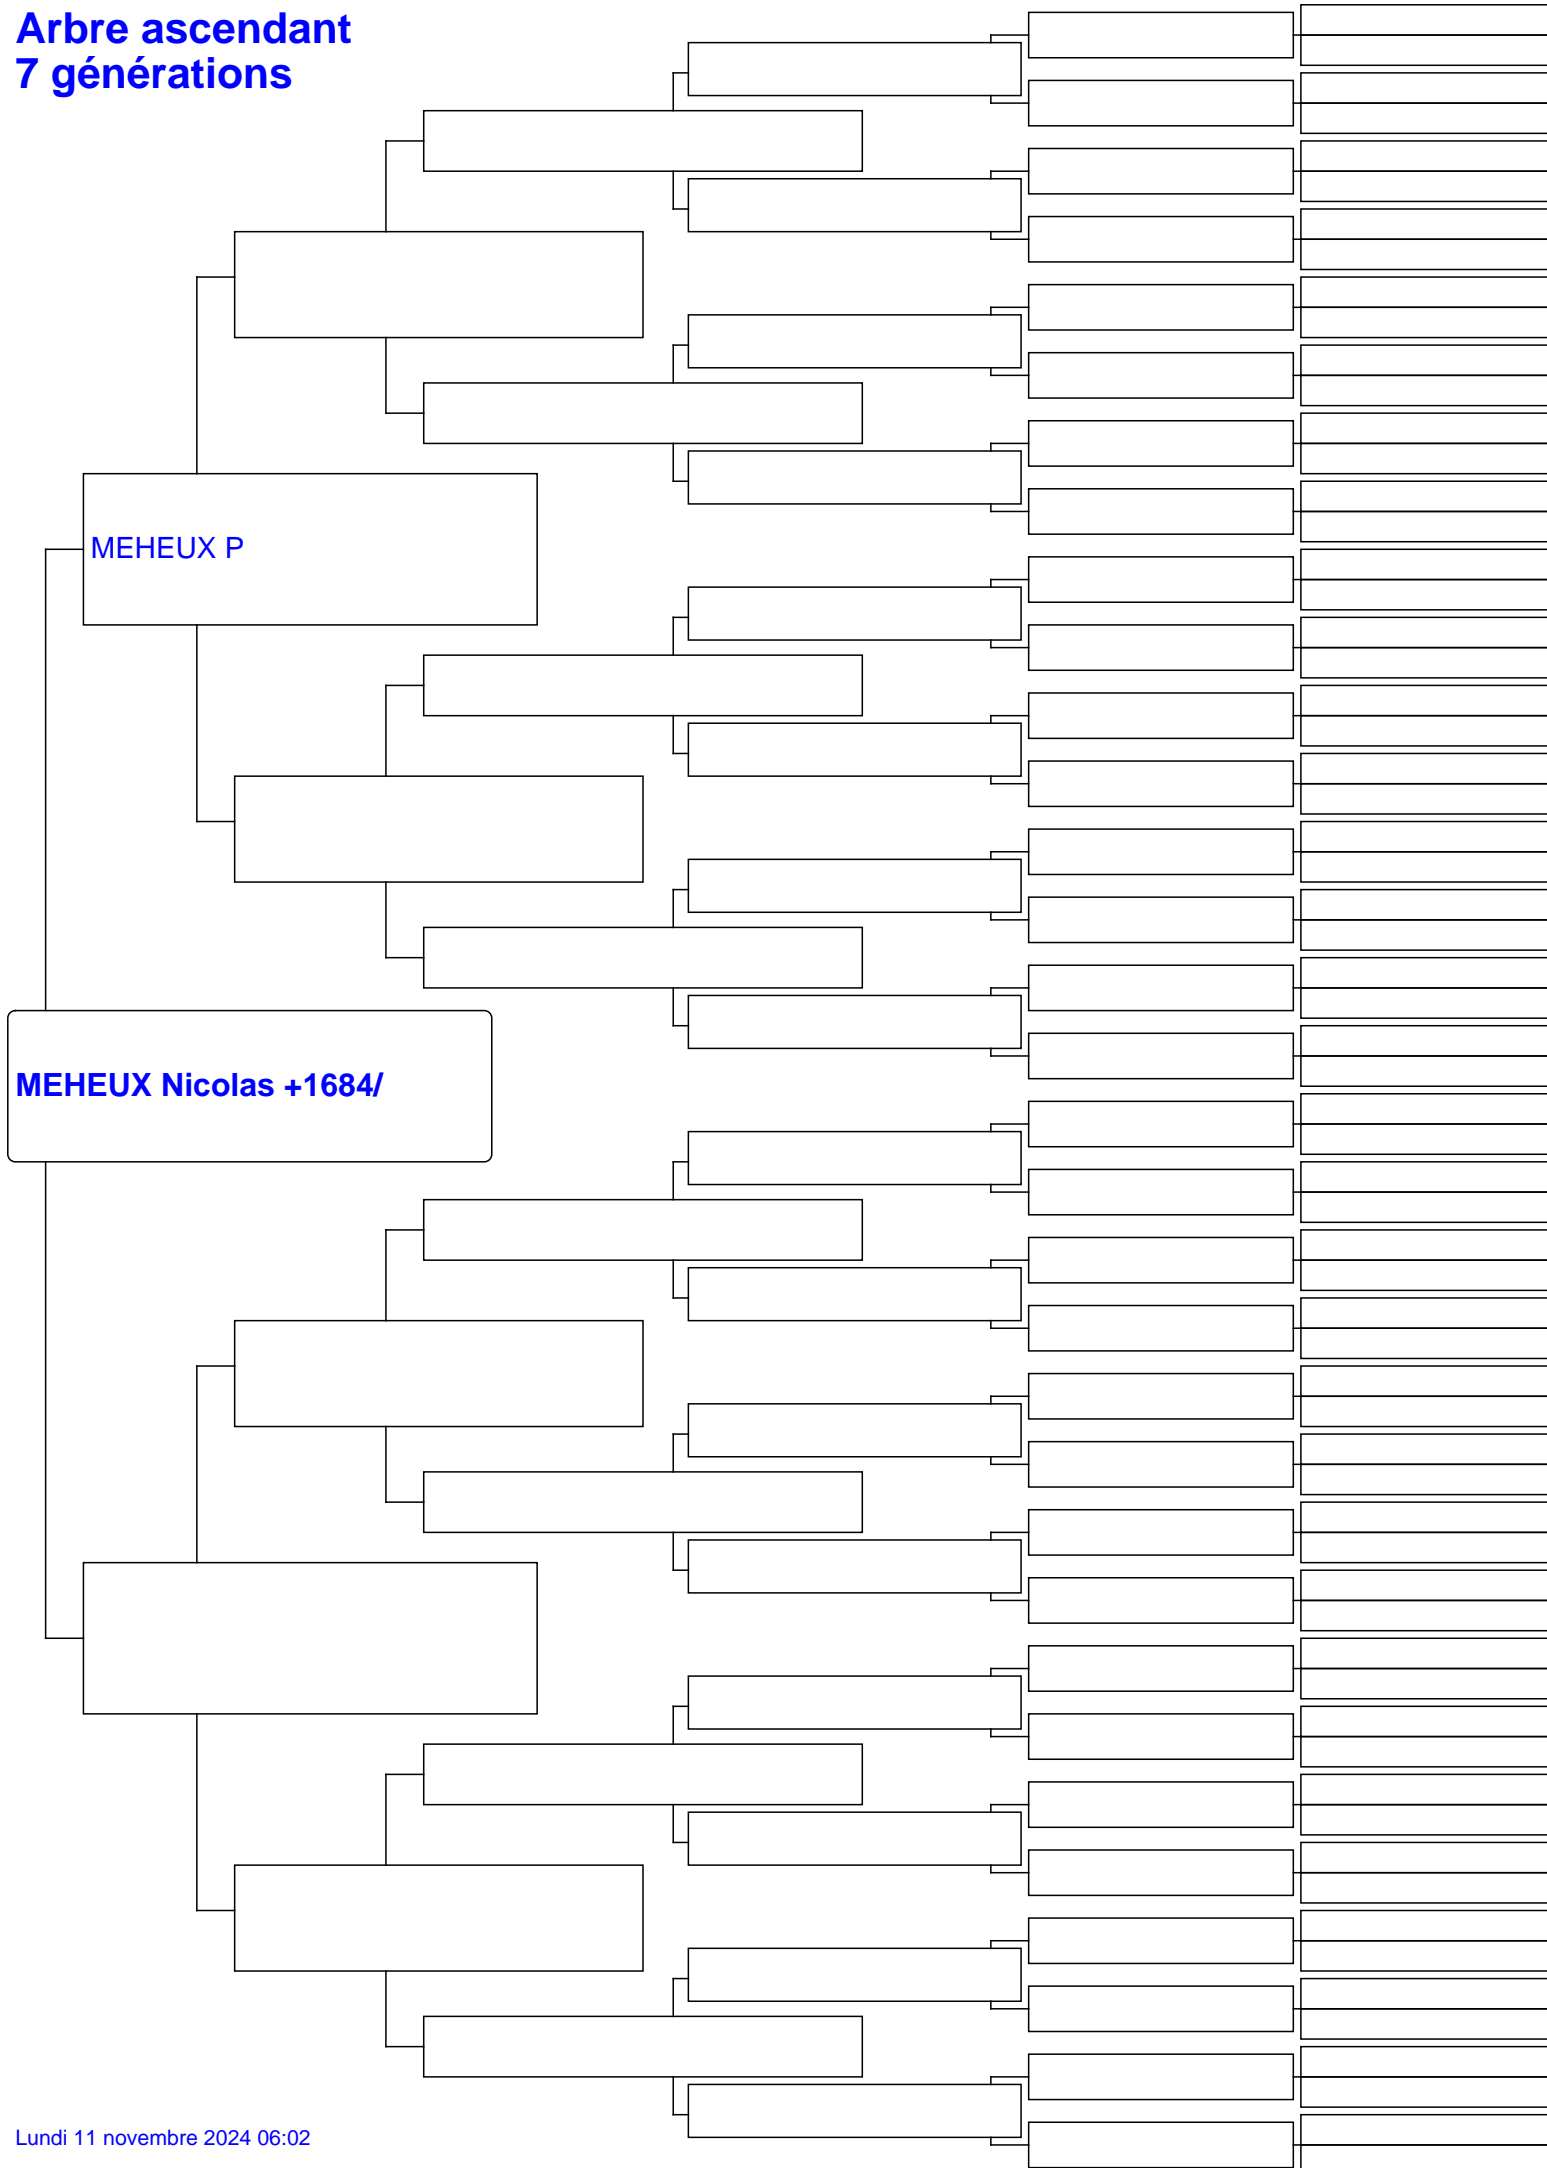 Arbre ascendant
7 générations
MEHEUX P
MEHEUX Nicolas +1684/
Lundi 11 novembre 2024 06:02